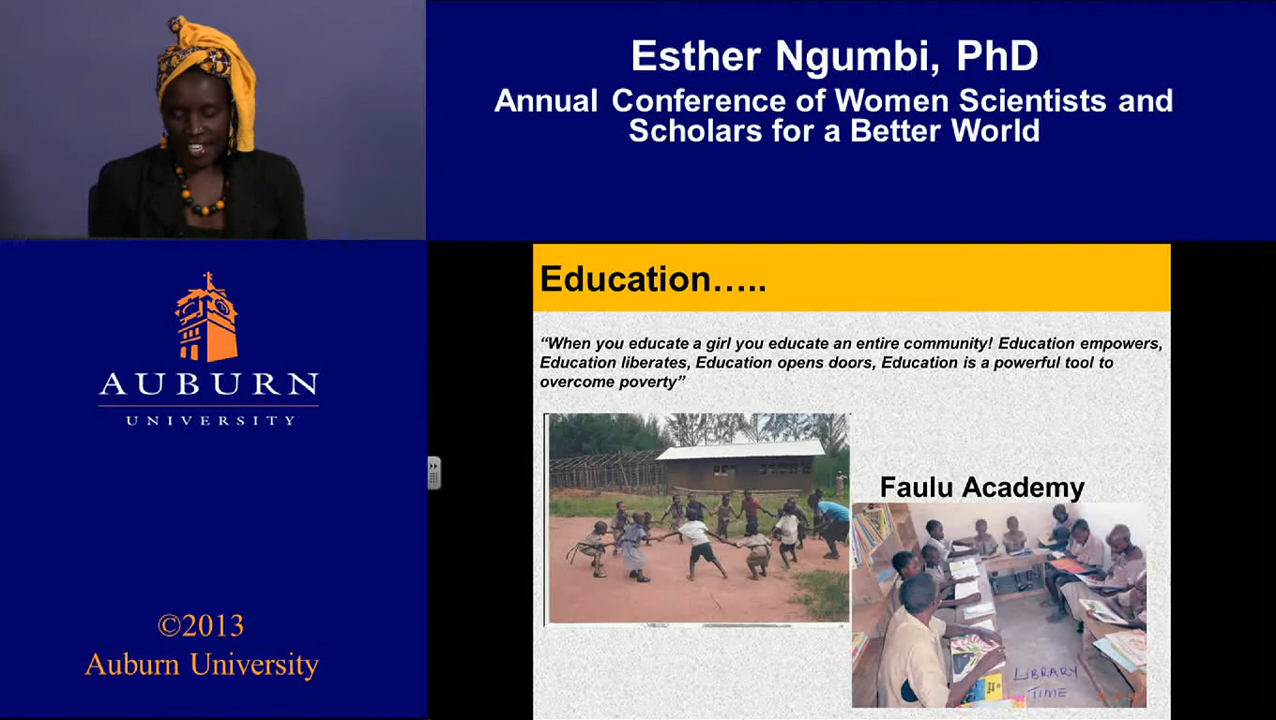 Esther Ngumbi, PhD
Annual Conference of Women Scientists and
Scholars for a Better World
AUBURN
UNIVERSITY
©2013
Auburn University
Education…..
“When you educate a girl you educate an entire community! Education empowers,
Education liberates, Education opens doors, Education is a powerful tool to
overcome poverty”
Faulu Academy
LIBRARY
TIME